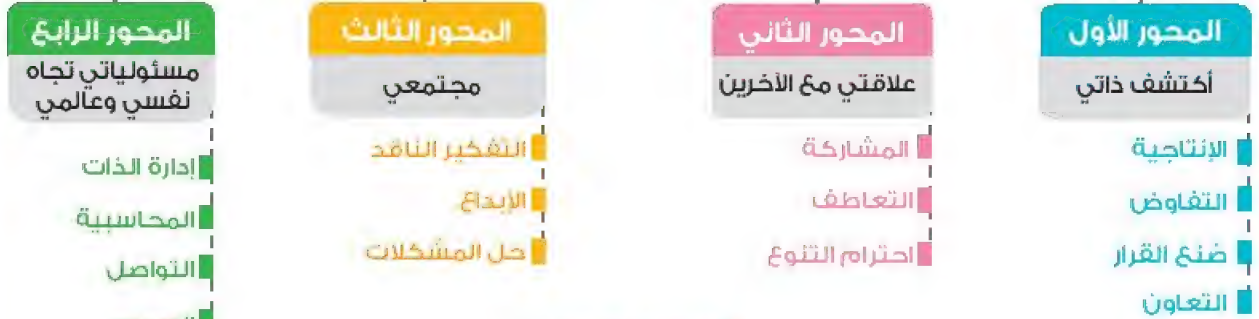 المحور الأول
أكتشف ذاتي
الإنتاجية
التفاوض
صُنع القرار
التعاون
المحور الثاني
علاقتي مع الآخرين
المشاركة
التعاطف
احترام التنوع
المحور الثالث
مجتمعي
التفكير الناقد
الإبداع
حل المشكلات
المحور الرابع
مسئولياتي تجاه
نفسي وعالمي
إدارة الذات
المحاسبية
التواصل